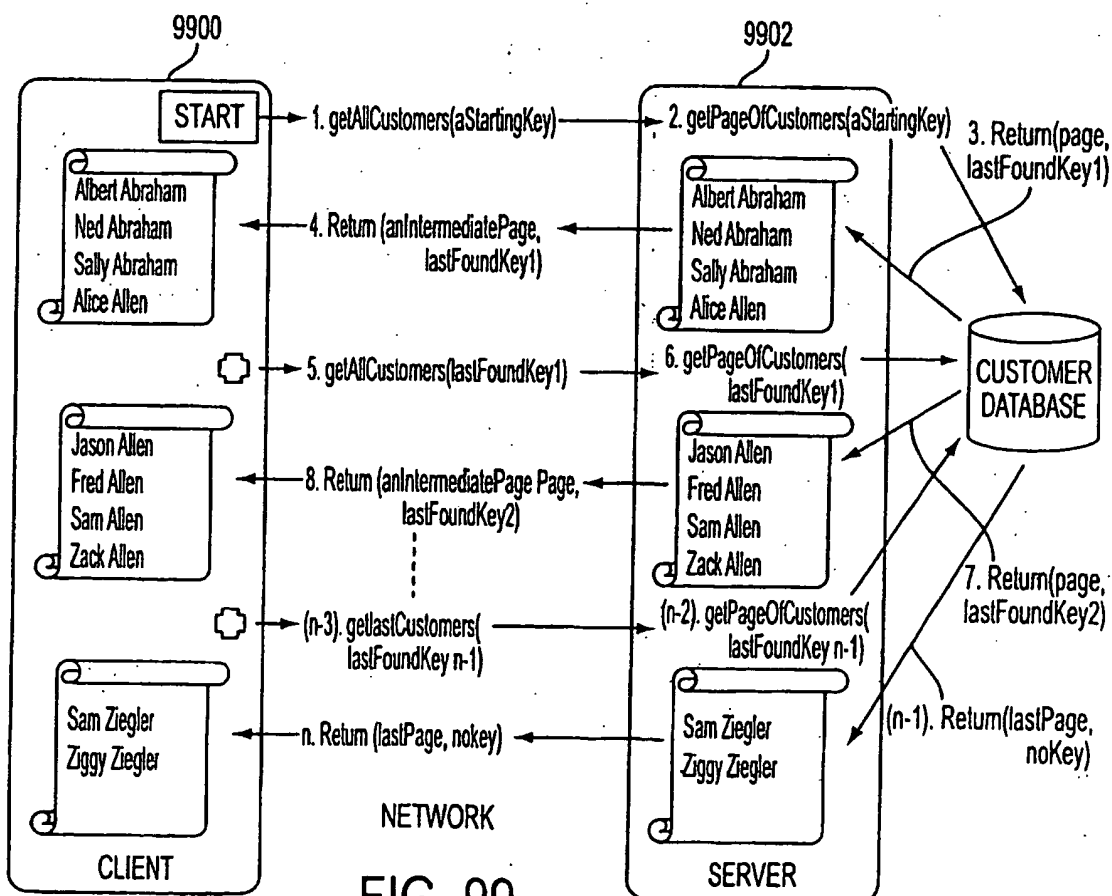 9900
9902
START
1. getAllCustomers(aStartingKey)
2. getPageOfCustomers(aStartingKey)
3. Return(page,
lastFoundKey1)
Albert Abraham
Ned Abraham
Sally Abraham
Alice Allen
4. Return (anIntermediatePage,
lastFoundKey1)
Albert Abraham
Ned Abraham
Sally Abraham
Alice Allen
5. getAllCustomers(lastFoundKey1)
6. getPageOfCustomers(
lastFoundKey1)
CUSTOMER
DATABASE
Jason Allen
Fred Allen
Sam Allen
Zack Allen
8. Return (anIntermediatePage Page,
lastFoundKey2)
Jason Allen
Fred Allen
Sam Allen
Zack Allen
7. Return(page,
lastFoundKey2)
(n-3). getlastCustomers(
lastFoundKey n-1)
(n-2). getPageOfCustomers(
lastFoundKey n-1)
Sam Ziegler
Ziggy Ziegler
n. Return (lastPage, nokey)
Sam Ziegler
Ziggy Ziegler
(n-1). Return(lastPage,
noKey)
NETWORK
CLIENT
SERVER
FIG. 99